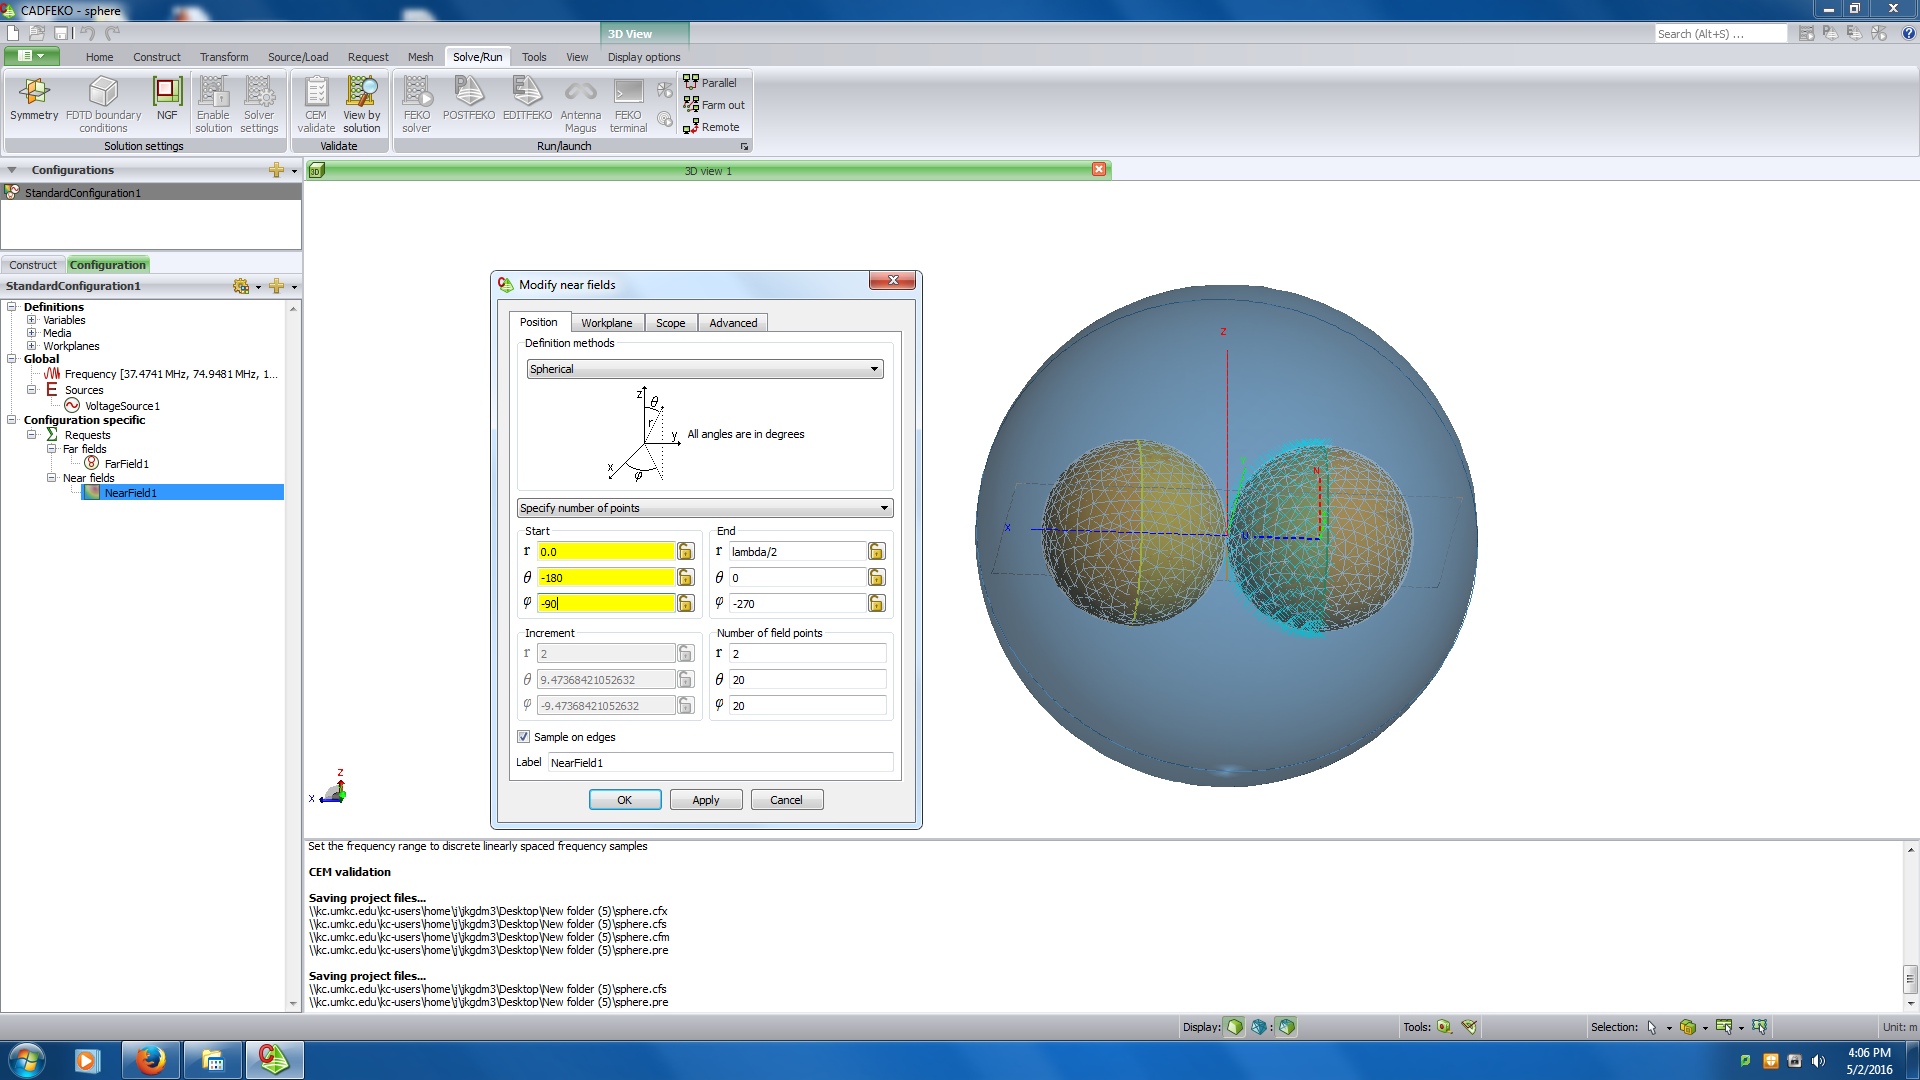 CADFEKO - sphere
3D View
Search (Alt+S) ...
Home Construct Transform Source/Load Request Mesh Solve/Run Tools View Display options
Symmetry
FDTD boundary conditions
NGF
Enable solution
Solver settings
CEM validate
View by solution
FEKO solver
POSTFEKO
EDITFEKO
Antenna Magus
FEKO terminal
Parallel
Farm out
Remote
Solution settings
Validate
Run/launch
Configurations
StandardConfiguration1
3D view 1
Construct Configuration
StandardConfiguration1
Definitions
Variables
Media
Workplanes
Global
Frequency [37.4741 MHz, 74.9481 MHz, 1...
Sources
VoltageSource1
Configuration specific
Requests
Far fields
FarField1
Near fields
NearField1
Modify near fields
Position Workplane Scope Advanced
Definition methods
Spherical
z θ
r
y
x
φ
All angles are in degrees
Specify number of points
Start
r 0.0
θ -180
φ -90
End
r lambda/2
θ 0
φ -270
Increment
r 2
θ 9.47368421052632
φ -9.47368421052632
Number of field points
r 2
θ 20
φ 20
Sample on edges
Label NearField1
OK Apply Cancel
Z
X
Z
X
Set the frequency range to discrete linearly spaced frequency samples
CEM validation
Saving project files...
\\kc.umkc.edu\kc-users\home\j\jkgdm3\Desktop\New folder (5)\sphere.cfx
\\kc.umkc.edu\kc-users\home\j\jkgdm3\Desktop\New folder (5)\sphere.cfs
\\kc.umkc.edu\kc-users\home\j\jkgdm3\Desktop\New folder (5)\sphere.cfm
\\kc.umkc.edu\kc-users\home\j\jkgdm3\Desktop\New folder (5)\sphere.pre
Saving project files...
\\kc.umkc.edu\kc-users\home\j\jkgdm3\Desktop\New folder (5)\sphere.cfs
\\kc.umkc.edu\kc-users\home\j\jkgdm3\Desktop\New folder (5)\sphere.pre
Display: Tools: Selection: Unit: m
4:06 PM
5/2/2016